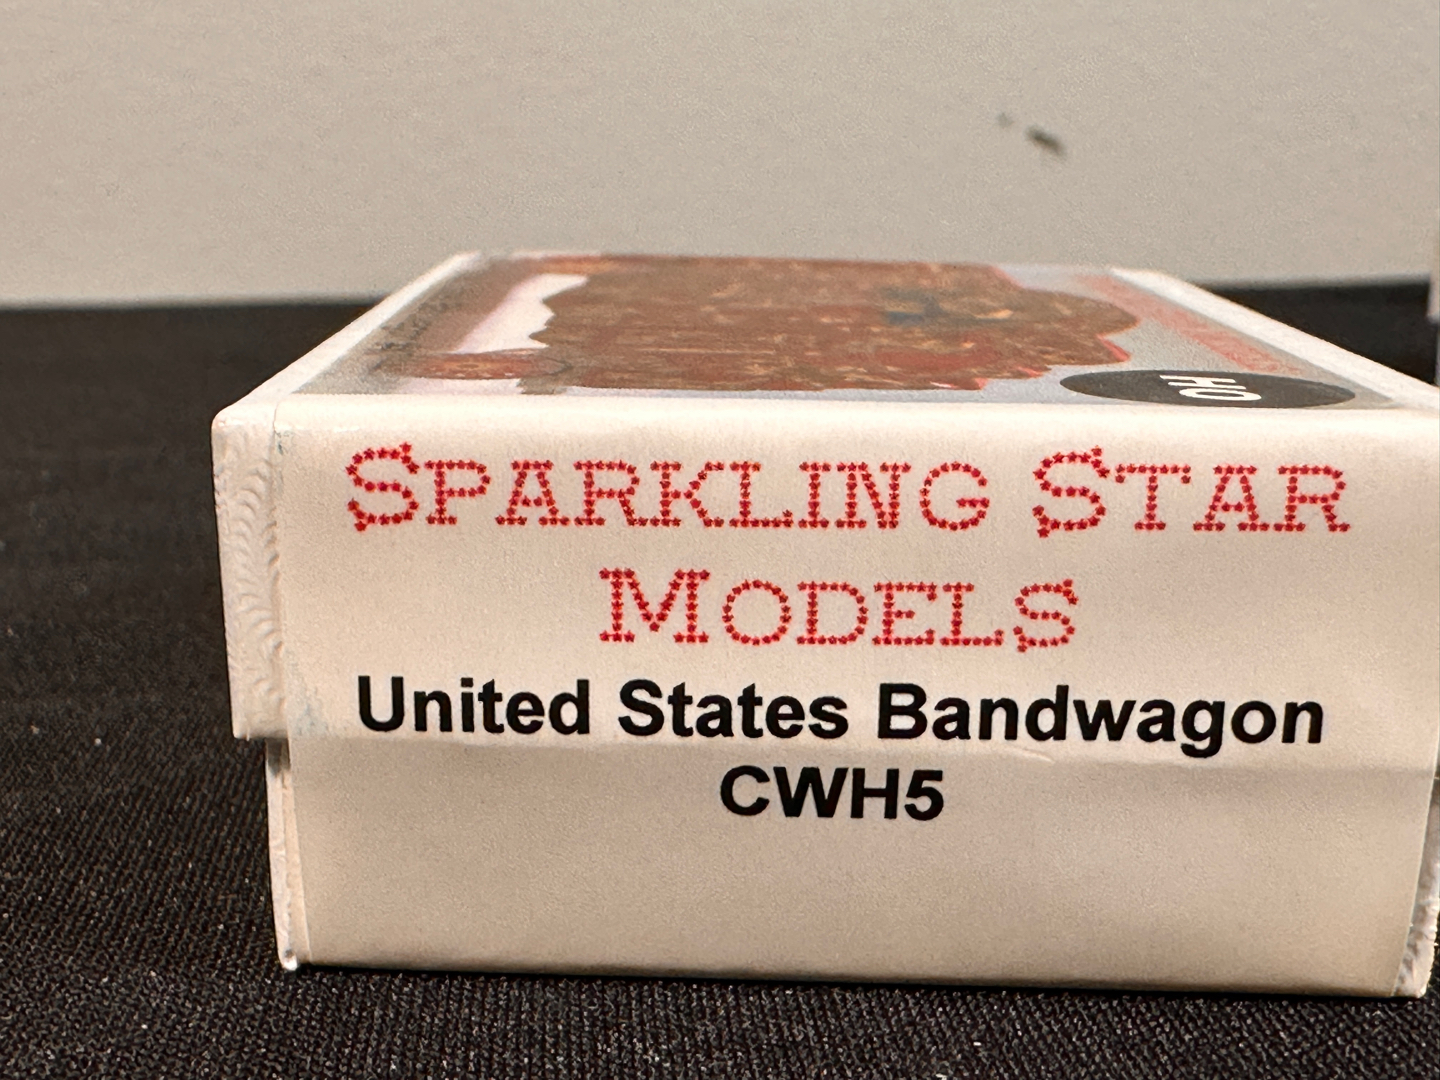 HO
SPARKLING STAR
MODELS
United States Bandwagon
CWH5